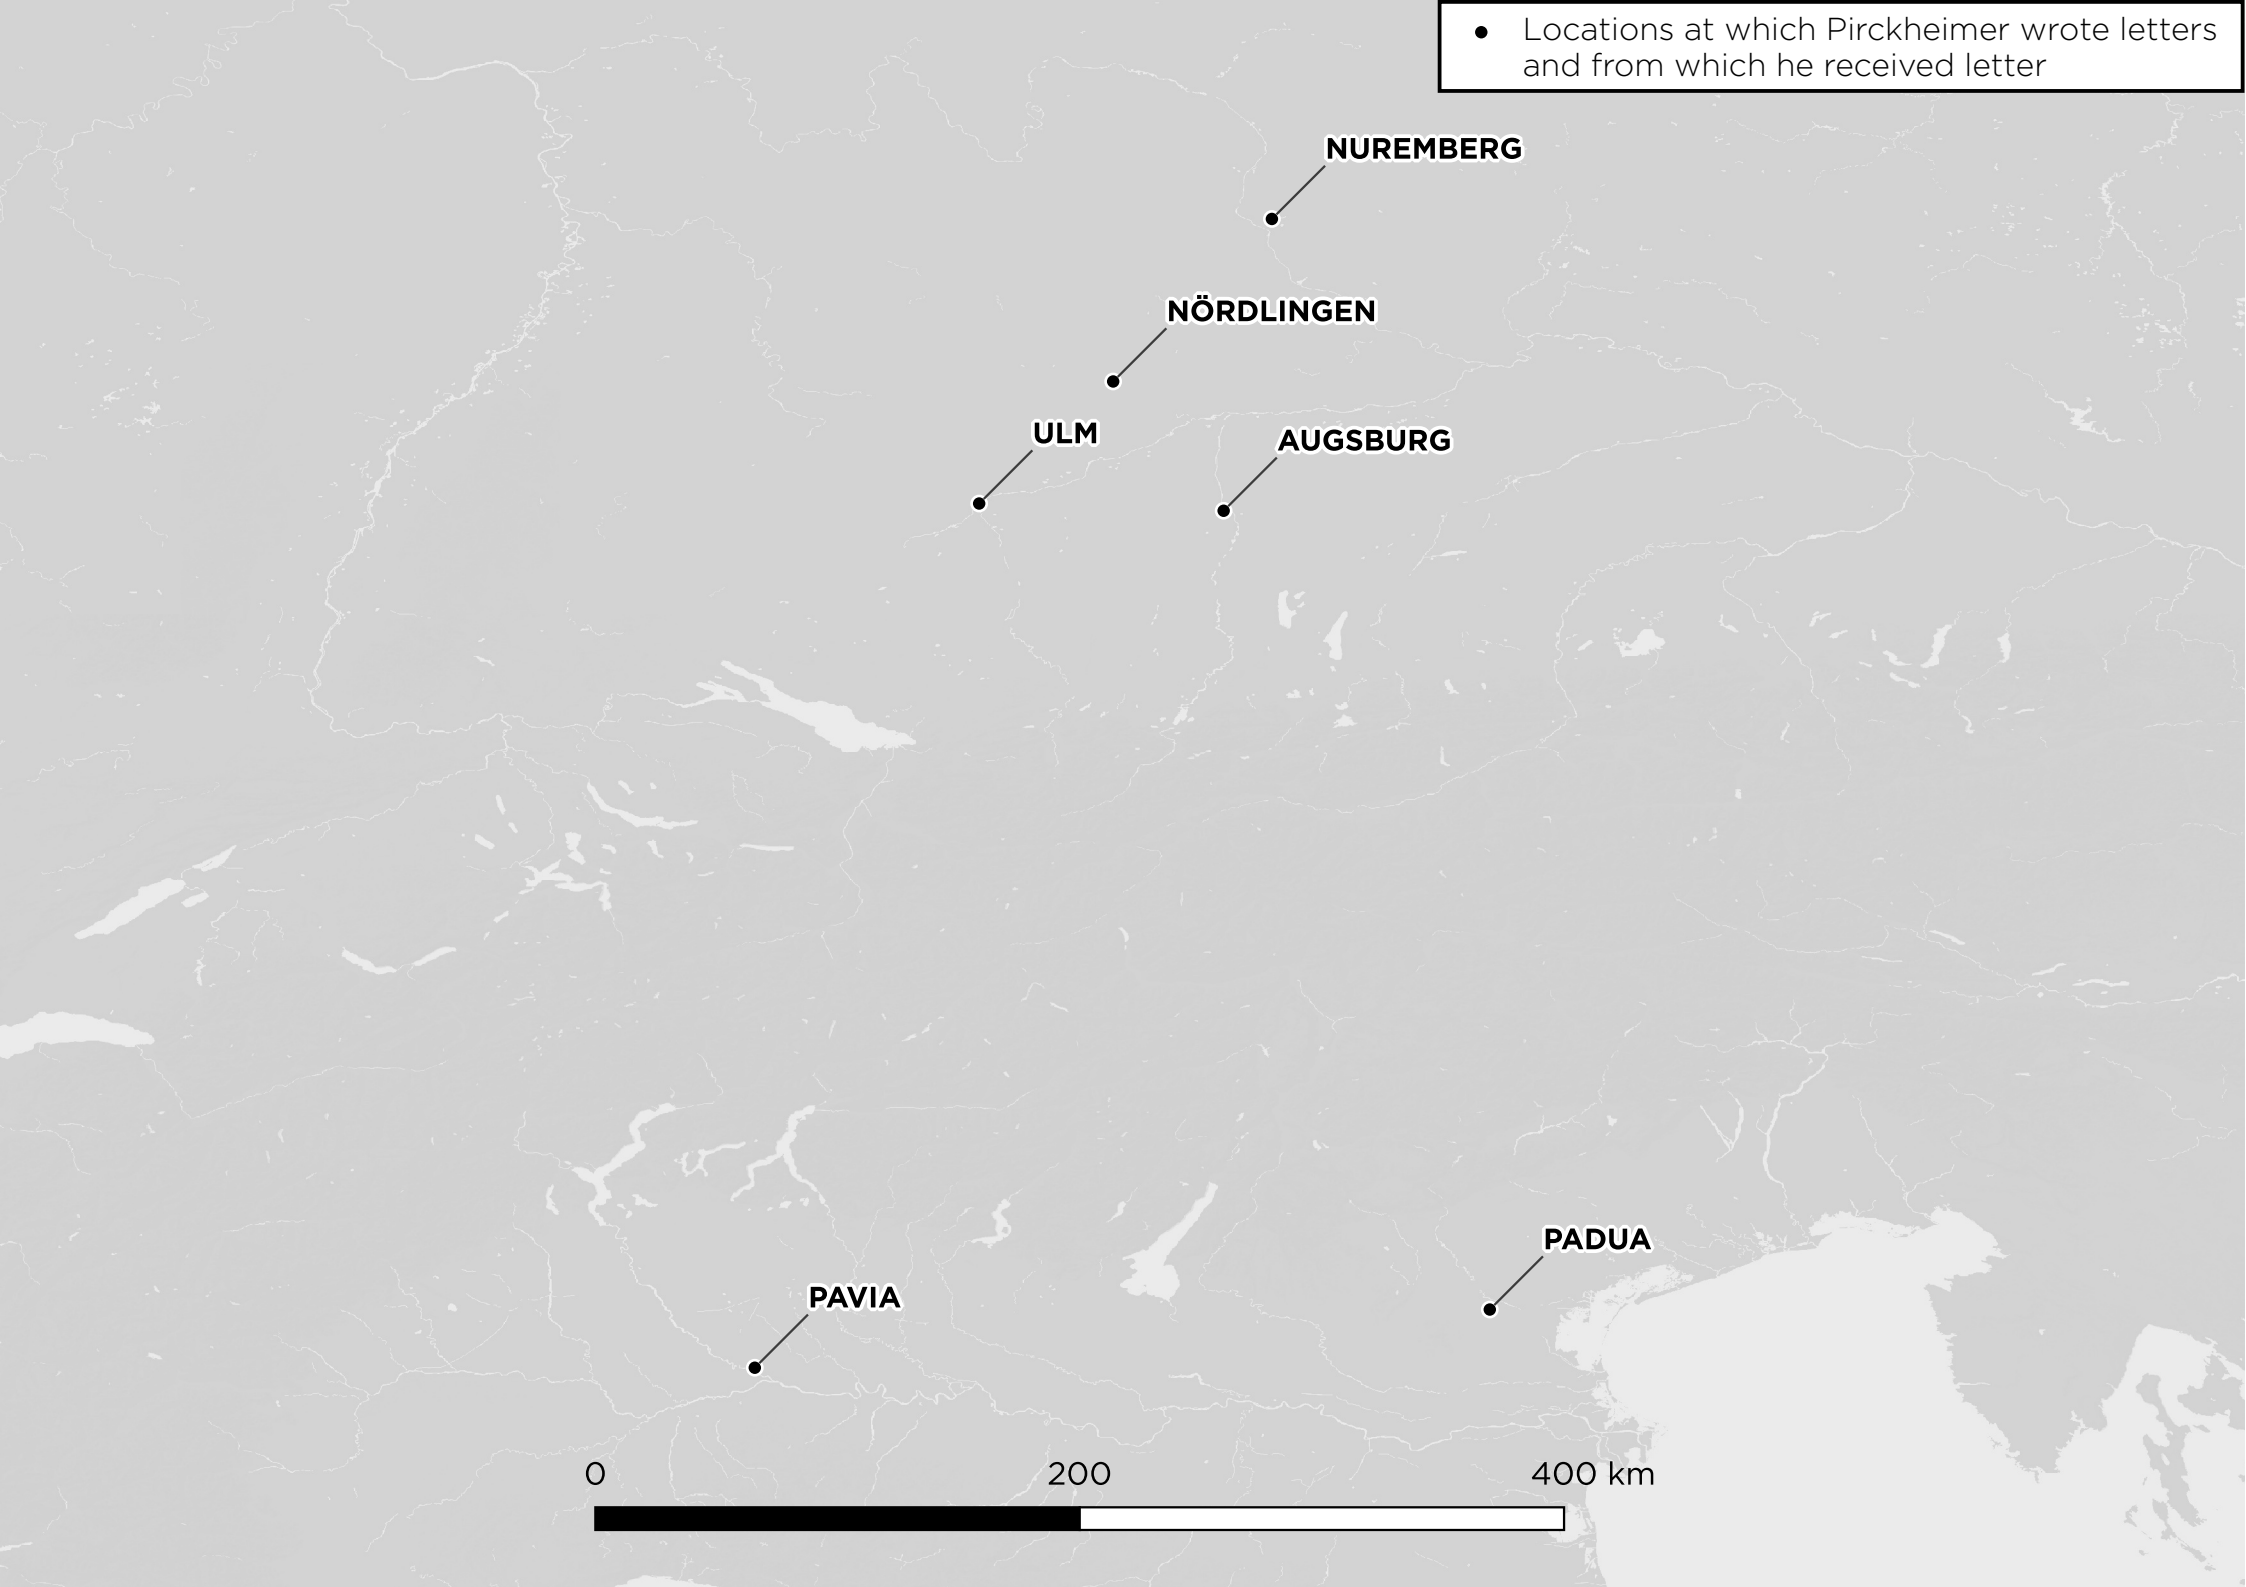 Locations at which Pirckheimer wrote letters
and from which he received letter
NUREMBERG
NÖRDLINGEN
ULM
AUGSBURG
PADUA
PAVIA
0 200 400 km